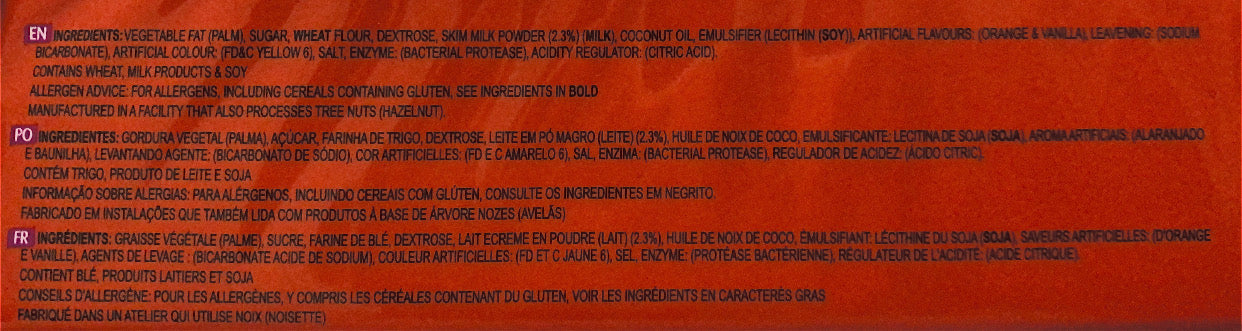 EN INGREDIENTS: VEGETABLE FAT (PALM), SUGAR, WHEAT FLOUR, DEXTROSE, SKIM MILK POWDER (2.3%) (MILK), COCONUT OIL, EMULSIFIER (LECITHIN (SOY)), ARTIFICIAL FLAVOURS: (ORANGE & VANILLA), LEAVENING: (SODIUM
BICARBONATE), ARTIFICIAL COLOUR: (FD&C YELLOW 6), SALT, ENZYME: (BACTERIAL PROTEASE), ACIDITY REGULATOR: (CITRIC ACID).
CONTAINS WHEAT, MILK PRODUCTS & SOY
ALLERGEN ADVICE: FOR ALLERGENS, INCLUDING CEREALS CONTAINING GLUTEN, SEE INGREDIENTS IN BOLD
MANUFACTURED IN A FACILITY THAT ALSO PROCESSES TREE NUTS (HAZELNUT).
PO INGREDIENTES: GORDURA VEGETAL (PALMA), AÇÚCAR, FARINHA DE TRIGO, DEXTROSE, LEITE EM PÓ MAGRO (LEITE) (2.3%), HUILE DE NOIX DE COCO, EMULSIFICANTE: LECITINA DE SOJA (SOJA), AROMA ARTIFICIAIS: (ALARANJADO
E BAUNILHA), LEVANTANDO AGENTE: (BICARBONATO DE SÓDIO), COR ARTIFICIELLES: (FD E C AMARELO 6), SAL, ENZIMA: (BACTERIAL PROTEASE), REGULADOR DE ACIDEZ: (ÁCIDO CITRIC).
CONTÉM TRIGO, PRODUTO DE LEITE E SOJA
INFORMAÇÃO SOBRE ALERGIAS: PARA ALÉRGENOS, INCLUINDO CEREAIS COM GLÚTEN, CONSULTE OS INGREDIENTES EM NEGRITO.
FABRICADO EM INSTALAÇÕES QUE TAMBÉM LIDA COM PRODUTOS À BASE DE ÁRVORE NOZES (AVELÃS)
FR INGRÉDIENTS: GRAISSE VÉGÉTALE (PALME), SUCRE, FARINE DE BLÉ, DEXTROSE, LAIT ECREME EN POUDRE (LAIT) (2.3%), HUILE DE NOIX DE COCO, ÉMULSIFIANT: LÉCITHINE DU SOJA (SOJA), SAVEURS ARTIFICIELLES: (D'ORANGE
E VANILLE), AGENTS DE LEVAGE : (BICARBONATE ACIDE DE SODIUM), COULEUR ARTIFICIELLES: (FD ET C JAUNE 6), SEL, ENZYME: (PROTÉASE BACTÉRIENNE), RÉGULATEUR DE L'ACIDITÉ: (ACIDE CITRIQUE).
CONTIENT BLÉ, PRODUITS LAITIERS ET SOJA
CONSEILS D'ALLERGÈNE: POUR LES ALLERGÈNES, Y COMPRIS LES CÉRÉALES CONTENANT DU GLUTEN, VOIR LES INGRÉDIENTS EN CARACTERÈS GRAS
FABRIQUÉ DANS UN ATELIER QUI UTILISE NOIX (NOISETTE)